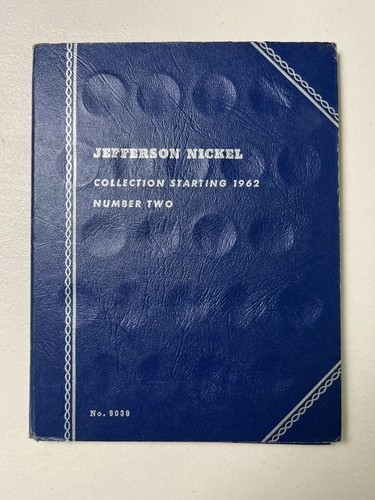 JEFFERSON NICKEL
COLLECTION STARTING 1962
NUMBER TWO
No. 9039